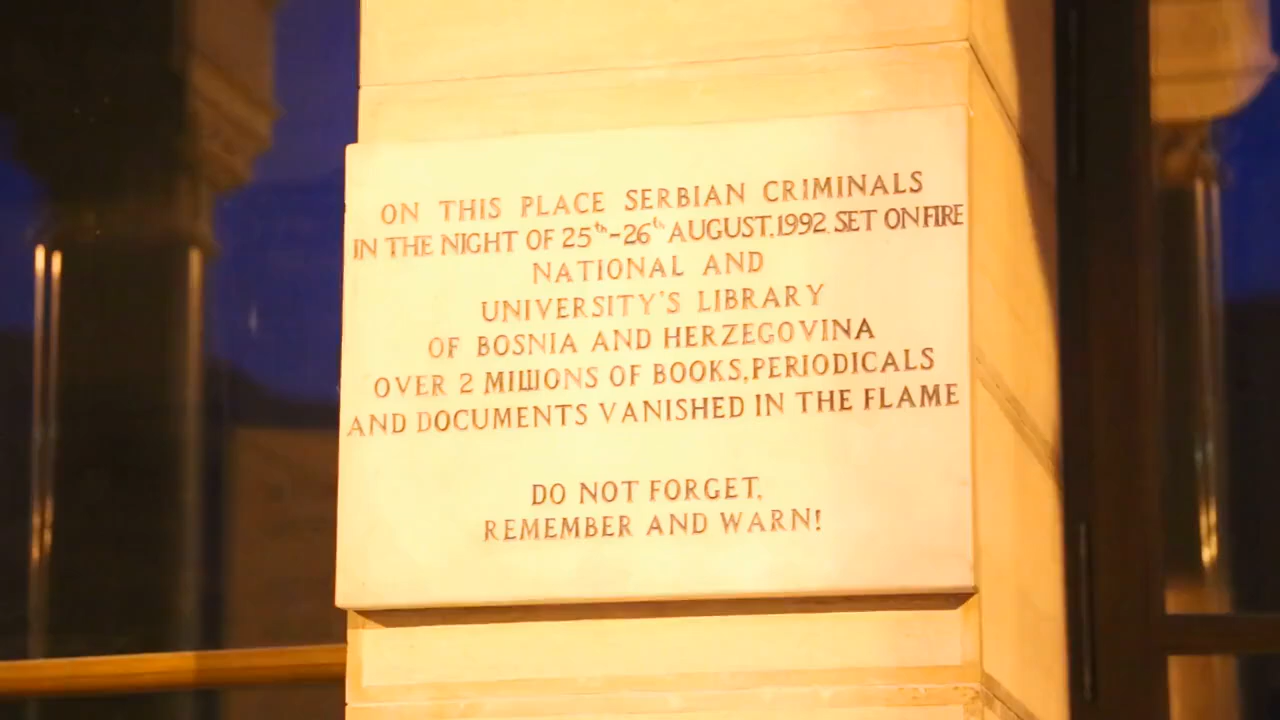 ON THIS PLACE SERBIAN CRIMINALS
IN THE NIGHT OF 25th-26th AUGUST, 1992. SET ON FIRE
NATIONAL AND
UNIVERSITY'S LIBRARY
OF BOSNIA AND HERZEGOVINA
OVER 2 MILLIONS OF BOOKS, PERIODICALS
AND DOCUMENTS VANISHED IN THE FLAME
DO NOT FORGET,
REMEMBER AND WARN!